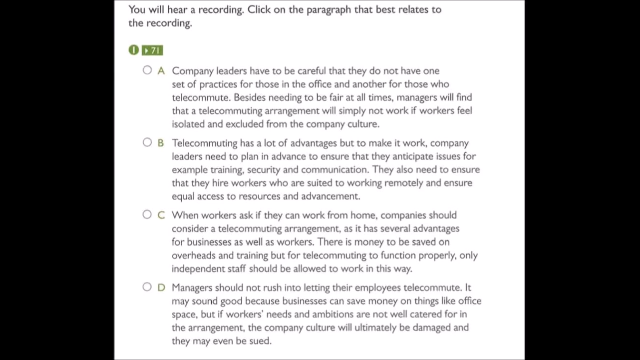 You will hear a recording. Click on the paragraph that best relates to
the recording.
▸71
A Company leaders have to be careful that they do not have one
set of practices for those in the office and another for those who
telecommute. Besides needing to be fair at all times, managers will find
that a telecommuting arrangement will simply not work if workers feel
isolated and excluded from the company culture.
B Telecommuting has a lot of advantages but to make it work, company
leaders need to plan in advance to ensure that they anticipate issues for
example training, security and communication. They also need to ensure
that they hire workers who are suited to working remotely and ensure
equal access to resources and advancement.
C When workers ask if they can work from home, companies should
consider a telecommuting arrangement, as it has several advantages
for businesses as well as workers. There is money to be saved on
overheads and training but for telecommuting to function properly, only
independent staff should be allowed to work in this way.
D Managers should not rush into letting their employees telecommute. It
may sound good because businesses can save money on things like office
space, but if workers' needs and ambitions are not well catered for in
the arrangement, the company culture will ultimately be damaged and
they may even be sued.